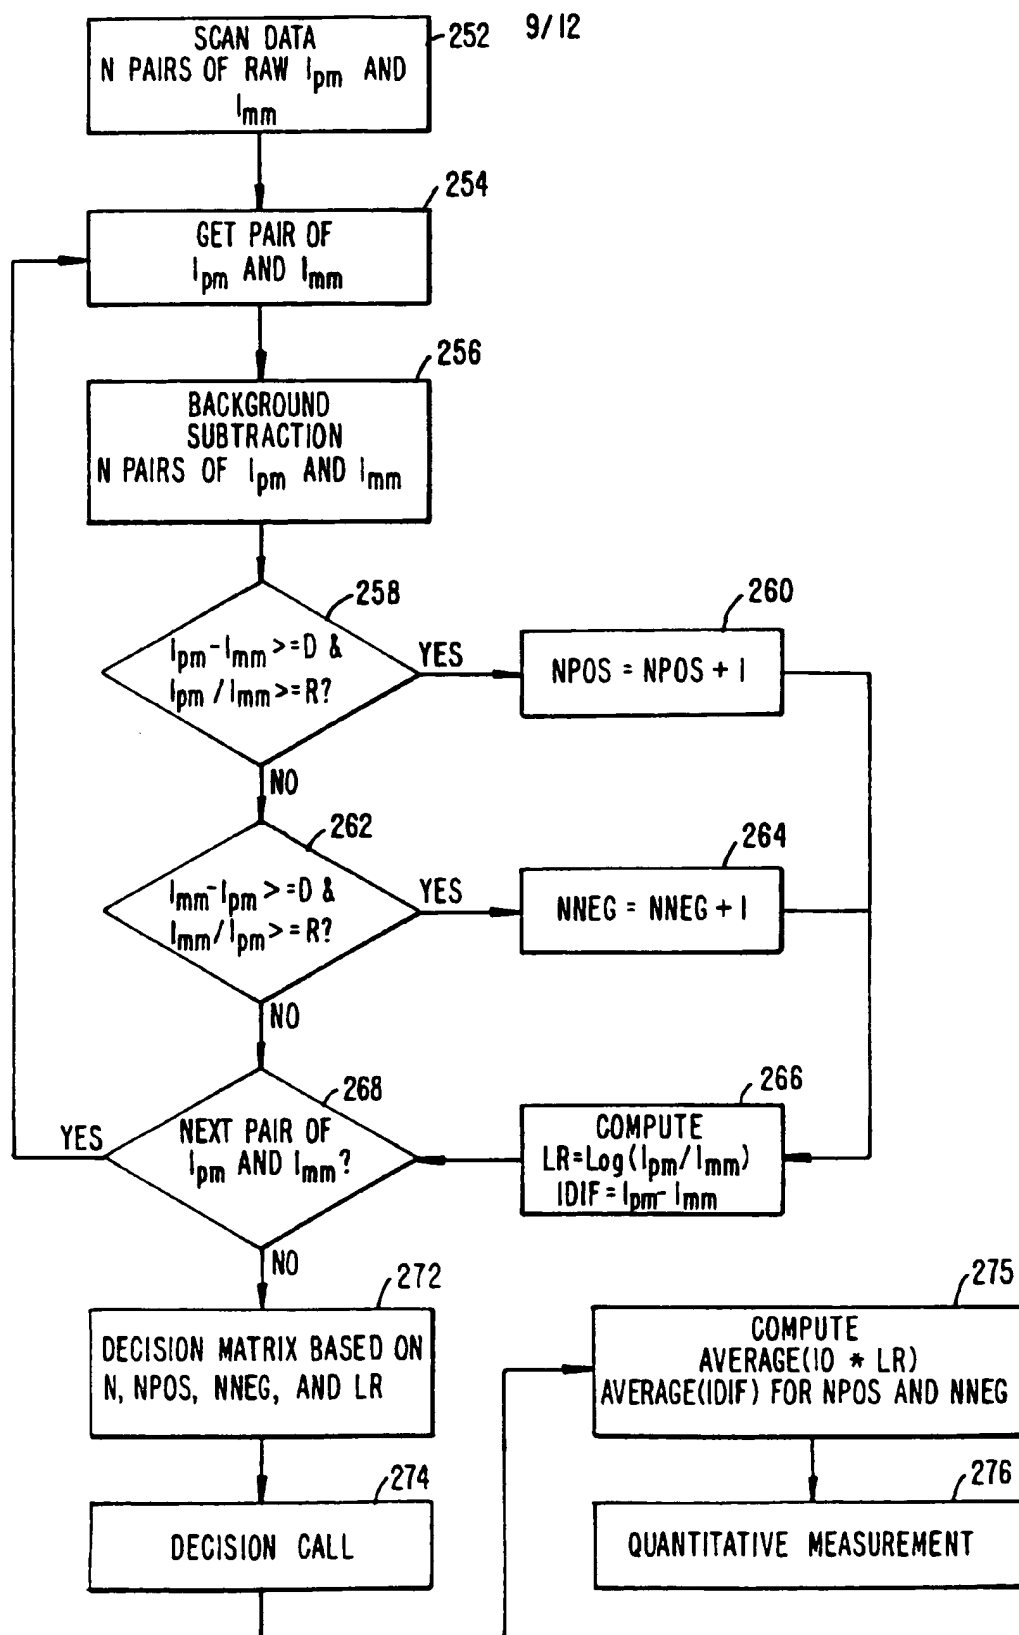 9/12
252
SCAN DATA
N PAIRS OF RAW Ipm AND
Imm
254
GET PAIR OF
Ipm AND Imm
256
BACKGROUND
SUBTRACTION
N PAIRS OF Ipm AND Imm
258
Ipm-Imm>=D &
Ipm/Imm>=R?
YES
260
NPOS = NPOS + 1
NO
262
Imm-Ipm>=D &
Imm/Ipm>=R?
YES
264
NNEG = NNEG + 1
NO
268
NEXT PAIR OF
Ipm AND Imm?
YES
266
COMPUTE
LR=Log(Ipm/Imm)
IDIF=Ipm-Imm
NO
272
DECISION MATRIX BASED ON
N, NPOS, NNEG, AND LR
274
DECISION CALL
275
COMPUTE
AVERAGE(10 * LR)
AVERAGE(IDIF) FOR NPOS AND NNEG
276
QUANTITATIVE MEASUREMENT